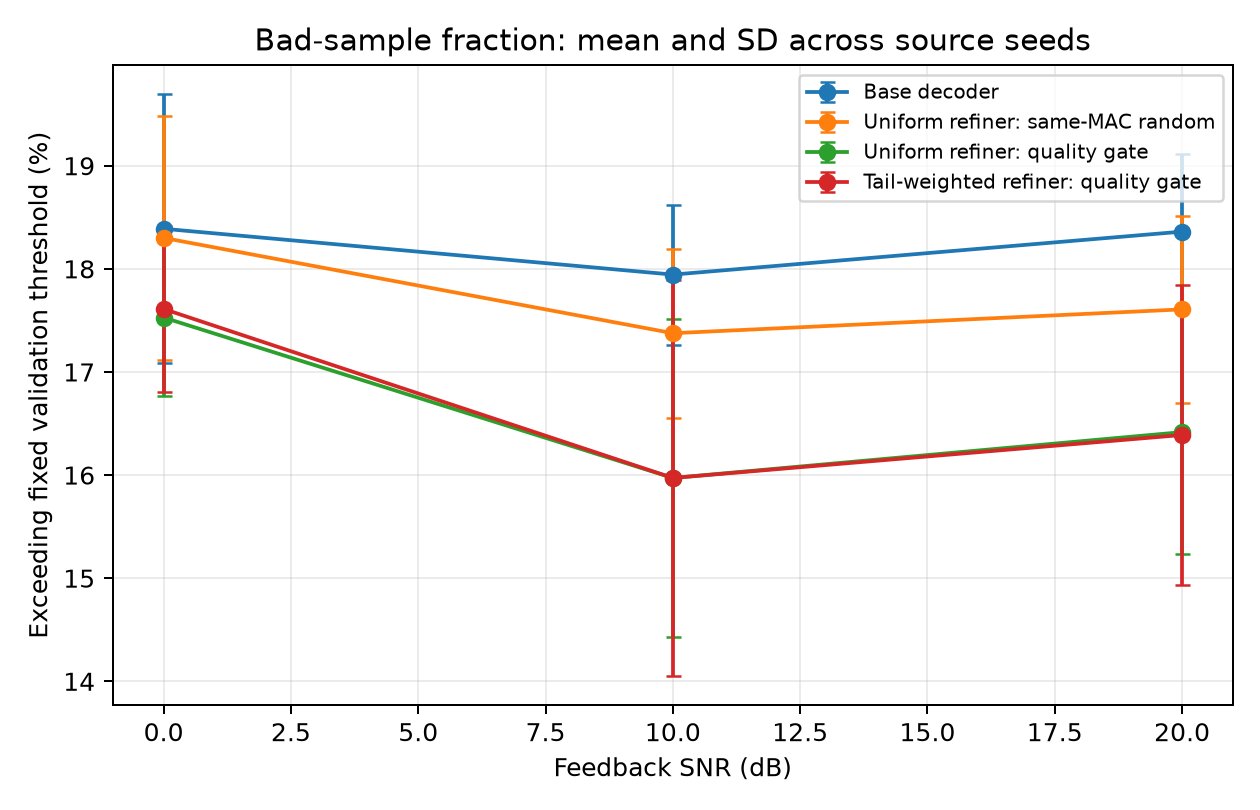 Bad-sample fraction: mean and SD across source seeds
Base decoder
Uniform refiner: same-MAC random
Uniform refiner: quality gate
Tail-weighted refiner: quality gate
Exceeding fixed validation threshold (%)
19
18
17
16
15
14
0.0 2.5 5.0 7.5 10.0 12.5 15.0 17.5 20.0
Feedback SNR (dB)